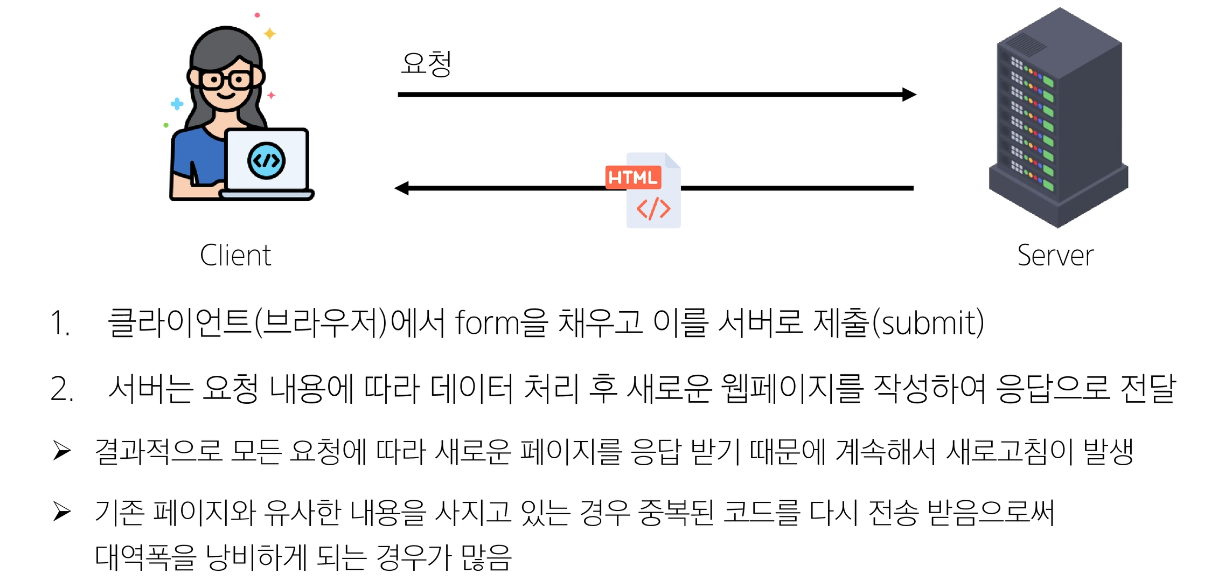 요청
</>
HTML
</>
Client
Server
1. 클라이언트(브라우저)에서 form을 채우고 이를 서버로 제출(submit)
2. 서버는 요청 내용에 따라 데이터 처리 후 새로운 웹페이지를 작성하여 응답으로 전달
➢ 결과적으로 모든 요청에 따라 새로운 페이지를 응답 받기 때문에 계속해서 새로고침이 발생
➢ 기존 페이지와 유사한 내용을 사지고 있는 경우 중복된 코드를 다시 전송 받음으로써
대역폭을 낭비하게 되는 경우가 많음